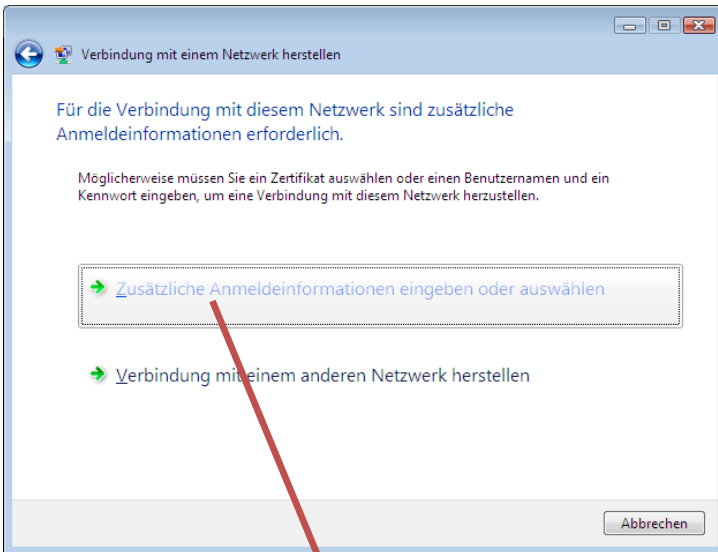 Verbindung mit einem Netzwerk herstellen
Für die Verbindung mit diesem Netzwerk sind zusätzliche
Anmeldeinformationen erforderlich.
Möglicherweise müssen Sie ein Zertifikat auswählen oder einen Benutzernamen und ein
Kennwort eingeben, um eine Verbindung mit diesem Netzwerk herzustellen.
Zusätzliche Anmeldeinformationen eingeben oder auswählen
Verbindung mit einem anderen Netzwerk herstellen
Abbrechen